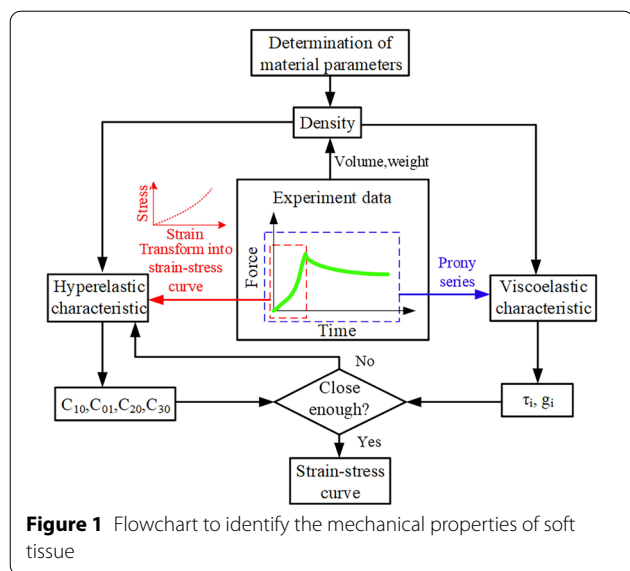 Determination of
material parameters
Density
Volume,weight
Experiment data
Force
Time
Stress
Strain
Transform into
strain-stress
curve
Prony
series
Hyperelastic
characteristic
Viscoelastic
characteristic
No
C10,C01,C20,C30
Close
enough?
τi, gi
Yes
Strain-stress
curve
Figure 1 Flowchart to identify the mechanical properties of soft
tissue